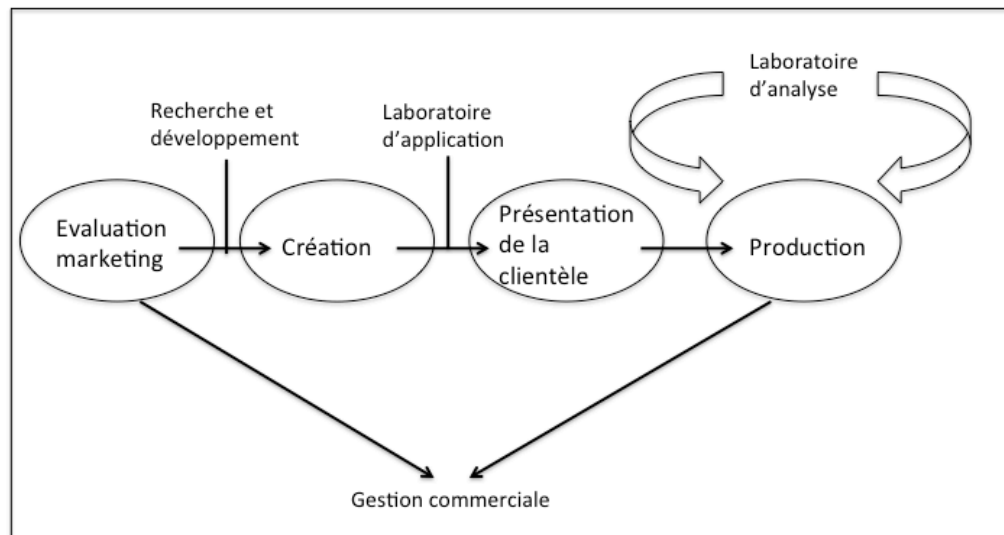 Laboratoire
d'analyse
Recherche et
développement
Laboratoire
d'application
Evaluation
marketing
Création
Présentation
de la
clientèle
Production
Gestion commerciale